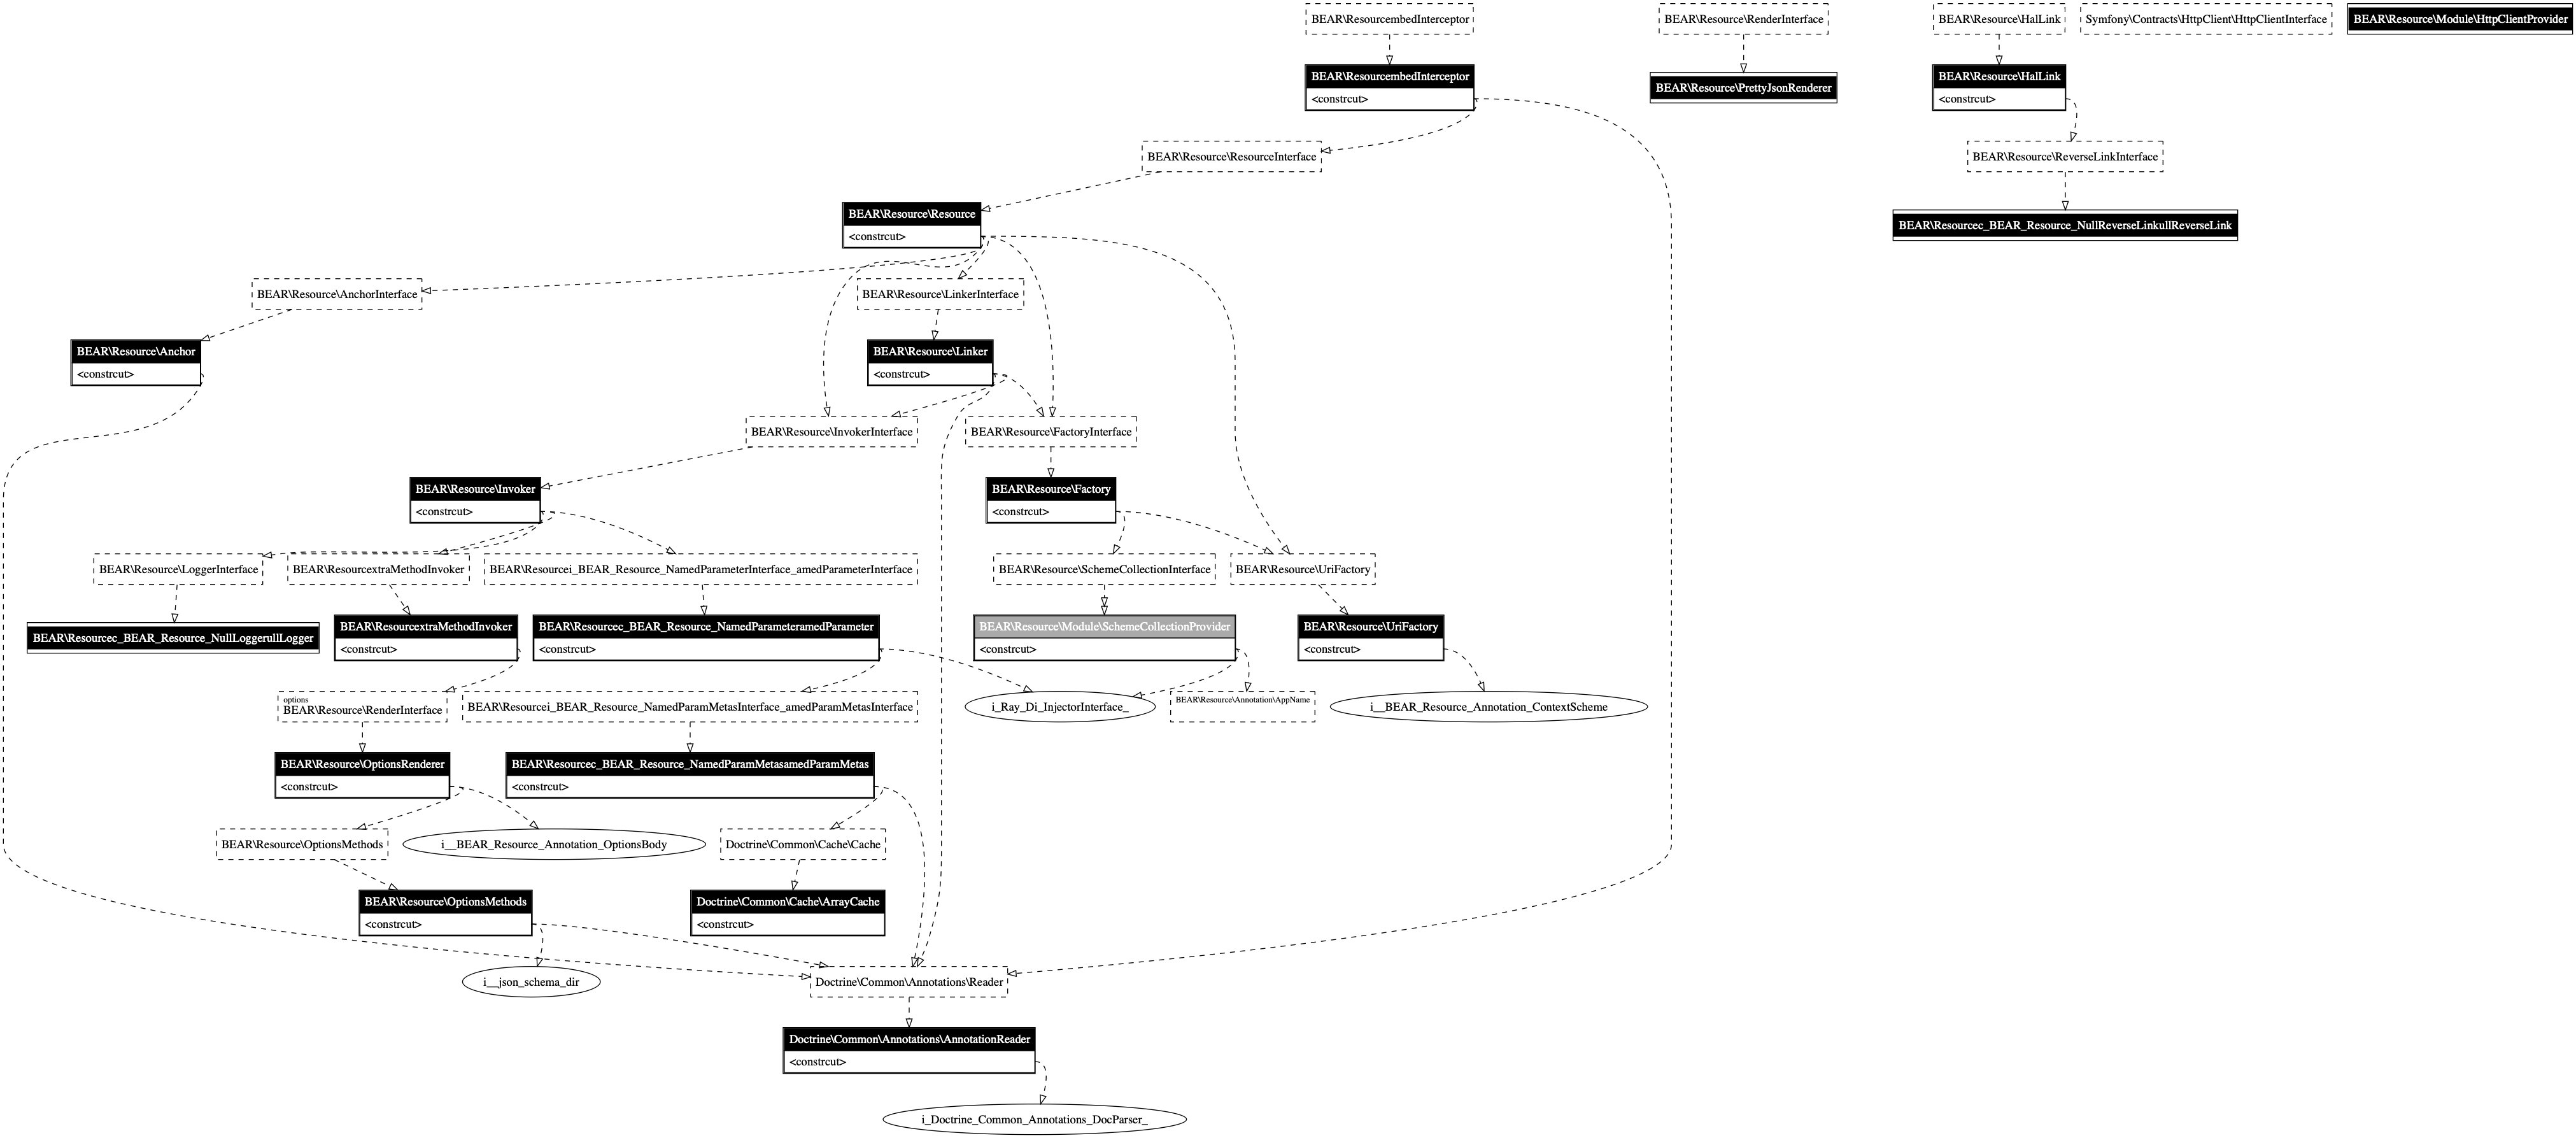 BEAR\ResourcembedInterceptor
BEAR\Resource\RenderInterface
BEAR\Resource\HalLink
Symfony\Contracts\HttpClient\HttpClientInterface
BEAR\Resource\Module\HttpClientProvider
BEAR\ResourcembedInterceptor
<constrcut>
BEAR\Resource\PrettyJsonRenderer
BEAR\Resource\HalLink
<constrcut>
BEAR\Resource\ResourceInterface
BEAR\Resource\ReverseLinkInterface
BEAR\Resource\Resource
<constrcut>
BEAR\Resourcec_BEAR_Resource_NullReverseLinkullReverseLink
BEAR\Resource\AnchorInterface
BEAR\Resource\LinkerInterface
BEAR\Resource\Anchor
<constrcut>
BEAR\Resource\Linker
<constrcut>
BEAR\Resource\InvokerInterface
BEAR\Resource\FactoryInterface
BEAR\Resource\Invoker
<constrcut>
BEAR\Resource\Factory
<constrcut>
BEAR\Resource\LoggerInterface
BEAR\ResourcextraMethodInvoker
BEAR\Resourcei_BEAR_Resource_NamedParameterInterface_amedParameterInterface
BEAR\Resource\SchemeCollectionInterface
BEAR\Resource\UriFactory
BEAR\Resourcec_BEAR_Resource_NullLoggerullLogger
BEAR\ResourcextraMethodInvoker
<constrcut>
BEAR\Resourcec_BEAR_Resource_NamedParameteramedParameter
<constrcut>
BEAR\Resource\Module\SchemeCollectionProvider
<constrcut>
BEAR\Resource\UriFactory
<constrcut>
options
BEAR\Resource\RenderInterface
BEAR\Resourcei_BEAR_Resource_NamedParamMetasInterface_amedParamMetasInterface
i_Ray_Di_InjectorInterface_
BEAR\Resource\Annotation\AppName
i__BEAR_Resource_Annotation_ContextScheme
BEAR\Resource\OptionsRenderer
<constrcut>
BEAR\Resourcec_BEAR_Resource_NamedParamMetasamedParamMetas
<constrcut>
BEAR\Resource\OptionsMethods
i__BEAR_Resource_Annotation_OptionsBody
Doctrine\Common\Cache\Cache
BEAR\Resource\OptionsMethods
<constrcut>
Doctrine\Common\Cache\ArrayCache
<constrcut>
i__json_schema_dir
Doctrine\Common\Annotations\Reader
Doctrine\Common\Annotations\AnnotationReader
<constrcut>
i_Doctrine_Common_Annotations_DocParser_